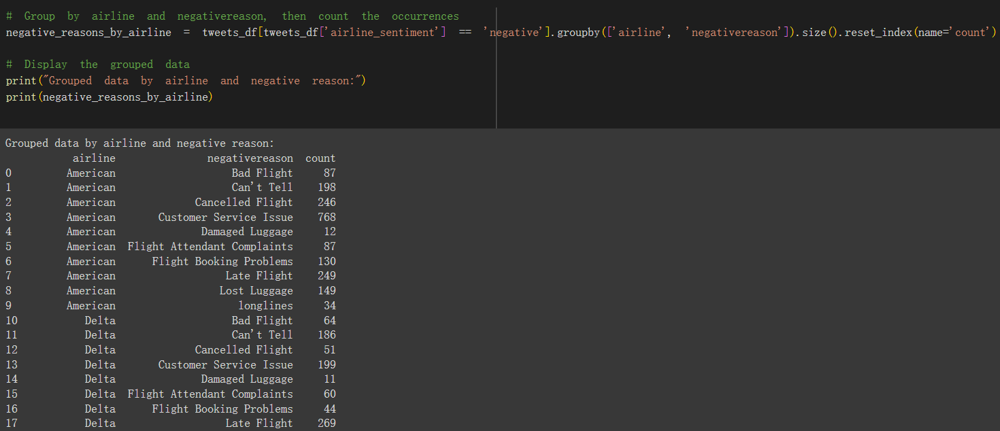 # Group by airline and negativereason, then count the occurrences
negative_reasons_by_airline = tweets_df[tweets_df['airline_sentiment'] == 'negative'].groupby(['airline', 'negativereason']).size().reset_index(name='count')
# Display the grouped data
print("Grouped data by airline and negative reason:")
print(negative_reasons_by_airline)
Grouped data by airline and negative reason:
airline negativereason count
0 American Bad Flight 87
1 American Can't Tell 198
2 American Cancelled Flight 246
3 American Customer Service Issue 768
4 American Damaged Luggage 12
5 American Flight Attendant Complaints 87
6 American Flight Booking Problems 130
7 American Late Flight 249
8 American Lost Luggage 149
9 American longlines 34
10 Delta Bad Flight 64
11 Delta Can't Tell 186
12 Delta Cancelled Flight 51
13 Delta Customer Service Issue 199
14 Delta Damaged Luggage 11
15 Delta Flight Attendant Complaints 60
16 Delta Flight Booking Problems 44
17 Delta Late Flight 269